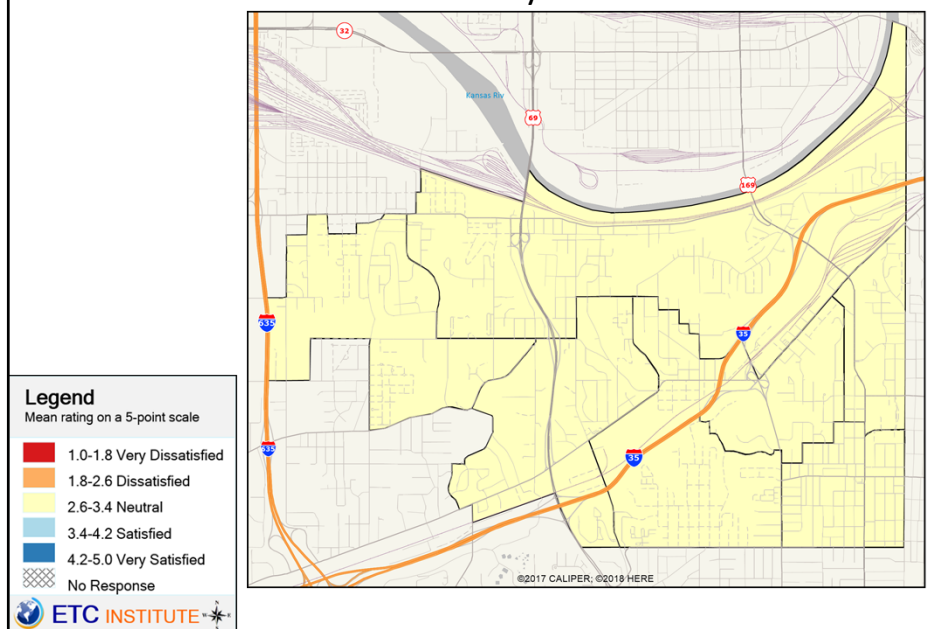 32
Kansas Riv
69
169
635
35
635
35
Legend
Mean rating on a 5-point scale
1.0-1.8 Very Dissatisfied
1.8-2.6 Dissatisfied
2.6-3.4 Neutral
3.4-4.2 Satisfied
4.2-5.0 Very Satisfied
No Response
©2017 CALIPER; ©2018 HERE
ETC INSTITUTE